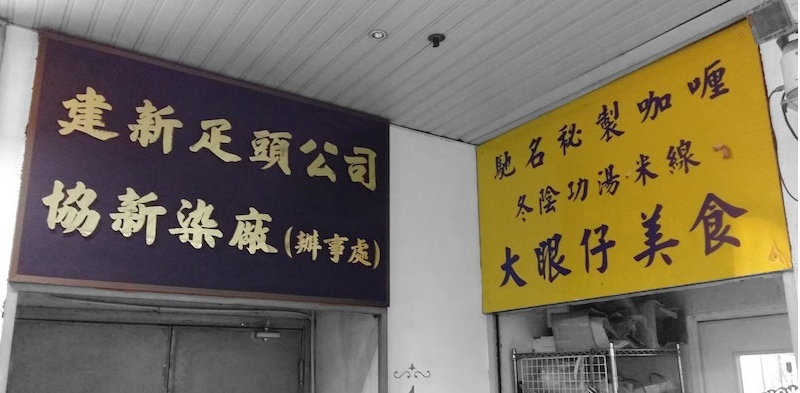 建新疋頭公司
協新染廠(辦事處)
馳名秘製咖喱
冬陰功湯米線
大眼仔美食